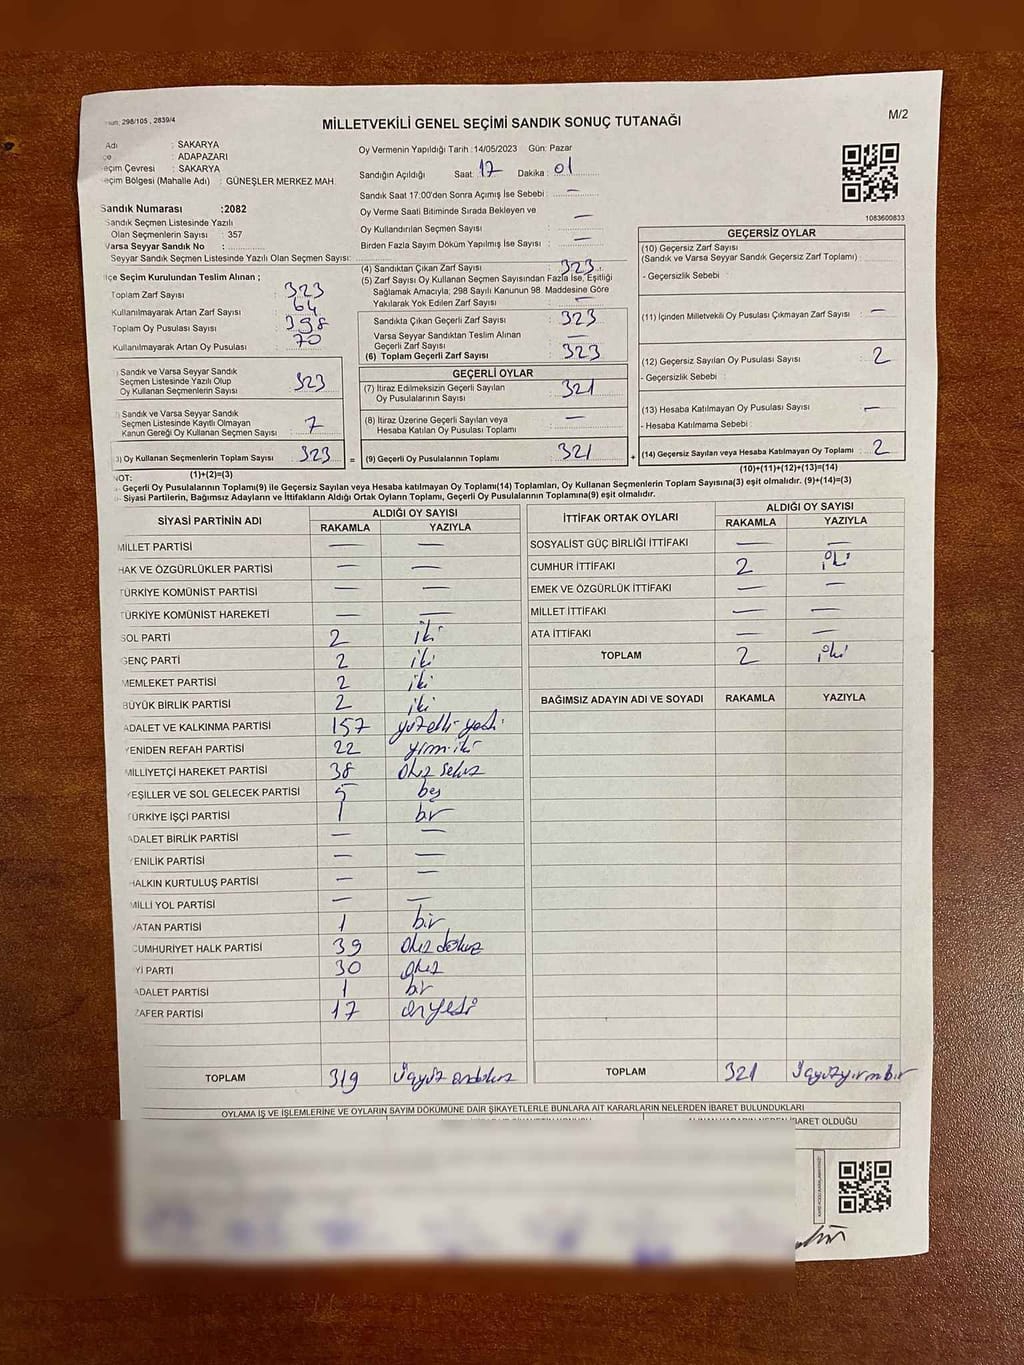 298/105 , 2839/4
MİLLETVEKİLİ GENEL SEÇİMİ SANDIK SONUÇ TUTANAĞI
M/2
Adı : SAKARYA
çe : ADAPAZARI
eçim Çevresi : SAKARYA
eçim Bölgesi (Mahalle Adı) : GÜNEŞLER MERKEZ MAH
Sandık Numarası :2082
Sandık Seçmen Listesinde Yazılı
Olan Seçmenlerin Sayısı : 357
Varsa Seyyar Sandık No :
Seyyar Sandık Seçmen Listesinde Yazılı Olan Seçmen Sayısı:
Oy Vermenin Yapıldığı Tarih :14/05/2023 Gün: Pazar
Sandığın Açıldığı Saat: 17 Dakika : 01
Sandık Saat 17:00'den Sonra Açımış İse Sebebi : —
Oy Verme Saati Bitiminde Sırada Bekleyen ve
Oy Kullandırılan Seçmen Sayısı : —
Birden Fazla Sayım Döküm Yapılmış İse Sayısı : —
1083600833
ilçe Seçim Kurulundan Teslim Alınan ;
Toplam Zarf Sayısı : 323
Kullanılmayarak Artan Zarf Sayısı : 64
Toplam Oy Pusulası Sayısı : 398
Kullanılmayarak Artan Oy Pusulası : 70
(4) Sandıktan Çıkan Zarf Sayısı : 323
(5) Zarf Sayısı Oy Kullanan Seçmen Sayısından Fazla İse, Eşitliği
Sağlamak Amacıyla, 298 Sayılı Kanunun 98. Maddesine Göre
Yakılarak Yok Edilen Zarf Sayısı : —
Sandıkta Çıkan Geçerli Zarf Sayısı : 323
Varsa Seyyar Sandıktan Teslim Alınan
Geçerli Zarf Sayısı : —
(6) Toplam Geçerli Zarf Sayısı : 323
GEÇERSİZ OYLAR
(10) Geçersiz Zarf Sayısı
(Sandık ve Varsa Seyyar Sandık Geçersiz Zarf Toplamı) :
- Geçersizlik Sebebi :
(11) İçinden Milletvekili Oy Pusulası Çıkmayan Zarf Sayısı : —
(12) Geçersiz Sayılan Oy Pusulası Sayısı : 2
- Geçersizlik Sebebi :
(13) Hesaba Katılmayan Oy Pusulası Sayısı : —
- Hesaba Katılmama Sebebi :
(14) Geçersiz Sayılan veya Hesaba Katılmayan Oy Toplamı : 2
) Sandık ve Varsa Seyyar Sandık
Seçmen Listesinde Yazılı Olup
Oy Kullanan Seçmenlerin Sayısı : 323
) Sandık ve Varsa Seyyar Sandık
Seçmen Listesinde Kayıtlı Olmayan
Kanun Gereği Oy Kullanan Seçmen Sayısı : 7
3) Oy Kullanan Seçmenlerin Toplam Sayısı : 323 =
GEÇERLİ OYLAR
(7) İtiraz Edilmeksizin Geçerli Sayılan
Oy Pusulalarının Sayısı : 321
(8) İtiraz Üzerine Geçerli Sayılan veya
Hesaba Katılan Oy Pusulası Toplamı : —
(9) Geçerli Oy Pusulalarının Toplamı : 321 +
(1)+(2)=(3)
(10)+(11)+(12)+(13)=(14)
NOT:
- Geçerli Oy Pusulalarının Toplamı(9) ile Geçersiz Sayılan veya Hesaba katılmayan Oy Toplamı(14) Toplamları, Oy Kullanan Seçmenlerin Toplam Sayısına(3) eşit olmalıdır. (9)+(14)=(3)
- Siyasi Partilerin, Bağımsız Adayların ve İttifakların Aldığı Ortak Oyların Toplamı, Geçerli Oy Pusulalarının Toplamına(9) eşit olmalıdır.
SİYASİ PARTİNİN ADI ALDIĞI OY SAYISI
RAKAMLA YAZIYLA
MİLLET PARTİSİ — —
HAK VE ÖZGÜRLÜKLER PARTİSİ — —
TÜRKİYE KOMÜNİST PARTİSİ — —
TÜRKİYE KOMÜNİST HAREKETİ — —
SOL PARTİ 2 iki
GENÇ PARTİ 2 iki
MEMLEKET PARTİSİ 2 iki
BÜYÜK BİRLİK PARTİSİ 2 iki
ADALET VE KALKINMA PARTİSİ 157 yüzelli yedi
YENİDEN REFAH PARTİSİ 22 yirmi iki
MİLLİYETÇİ HAREKET PARTİSİ 38 otuz sekiz
YEŞİLLER VE SOL GELECEK PARTİSİ 5 beş
TÜRKİYE İŞÇİ PARTİSİ 1 bir
ADALET BİRLİK PARTİSİ — —
YENİLİK PARTİSİ — —
HALKIN KURTULUŞ PARTİSİ — —
MİLLİ YOL PARTİSİ — —
VATAN PARTİSİ 1 bir
CUMHURİYET HALK PARTİSİ 39 otuz dokuz
İYİ PARTİ 30 otuz
ADALET PARTİSİ 1 bir
ZAFER PARTİSİ 17 onyedi
TOPLAM 319 üçyüz ondokuz
İTTİFAK ORTAK OYLARI ALDIĞI OY SAYISI
RAKAMLA YAZIYLA
SOSYALİST GÜÇ BİRLİĞİ İTTİFAKI — —
CUMHUR İTTİFAKI 2 iki
EMEK VE ÖZGÜRLÜK İTTİFAKI — —
MİLLET İTTİFAKI — —
ATA İTTİFAKI — —
TOPLAM 2 iki
BAĞIMSIZ ADAYIN ADI VE SOYADI RAKAMLA YAZIYLA
TOPLAM 321 üçyüzyirmibir
OYLAMA İŞ VE İŞLEMLERİNE VE OYLARIN SAYIM DÖKÜMÜNE DAİR ŞİKAYETLERLE BUNLARA AİT KARARLARIN NELERDEN İBARET BULUNDUKLARI
ALINAN KARARIN NEDEN İBARET OLDUĞU